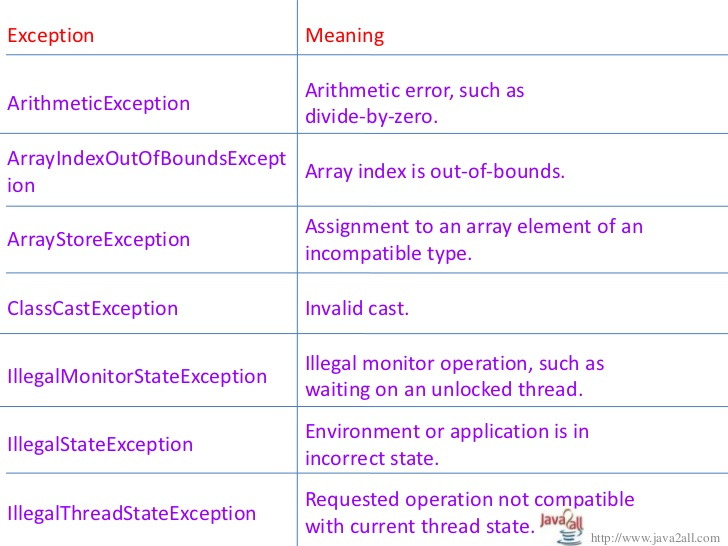 Exception Meaning
ArithmeticException
Arithmetic error, such as
divide-by-zero.
ArrayIndexOutOfBoundsExcept
ion
Array index is out-of-bounds.
ArrayStoreException
Assignment to an array element of an
incompatible type.
ClassCastException
Invalid cast.
IllegalMonitorStateException
Illegal monitor operation, such as
waiting on an unlocked thread.
IllegalStateException
Environment or application is in
incorrect state.
IllegalThreadStateException
Requested operation not compatible
with current thread state.
Java2all
http://www.java2all.com